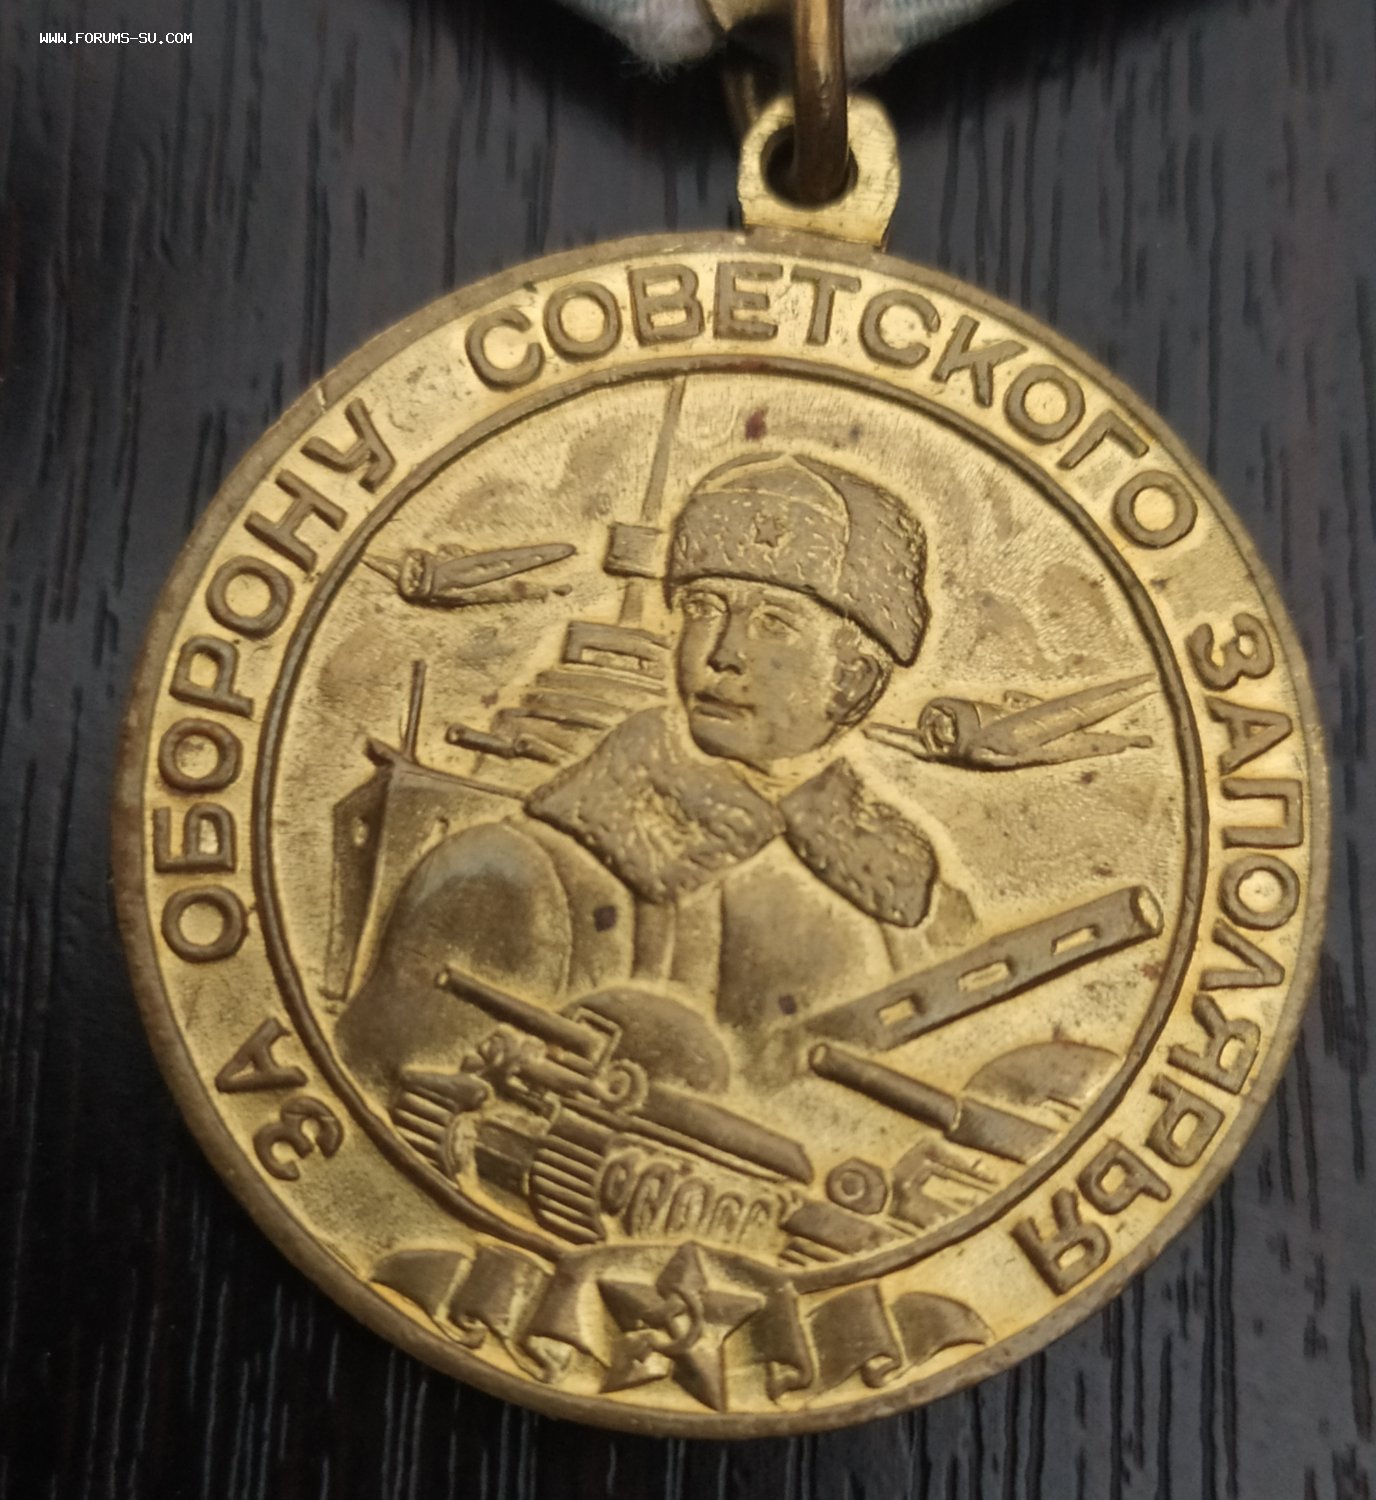 WWW.FORUMS-SU.COM
ЗА ОБОРОНУ СОВЕТСКОГО ЗАПОЛЯРЬЯ